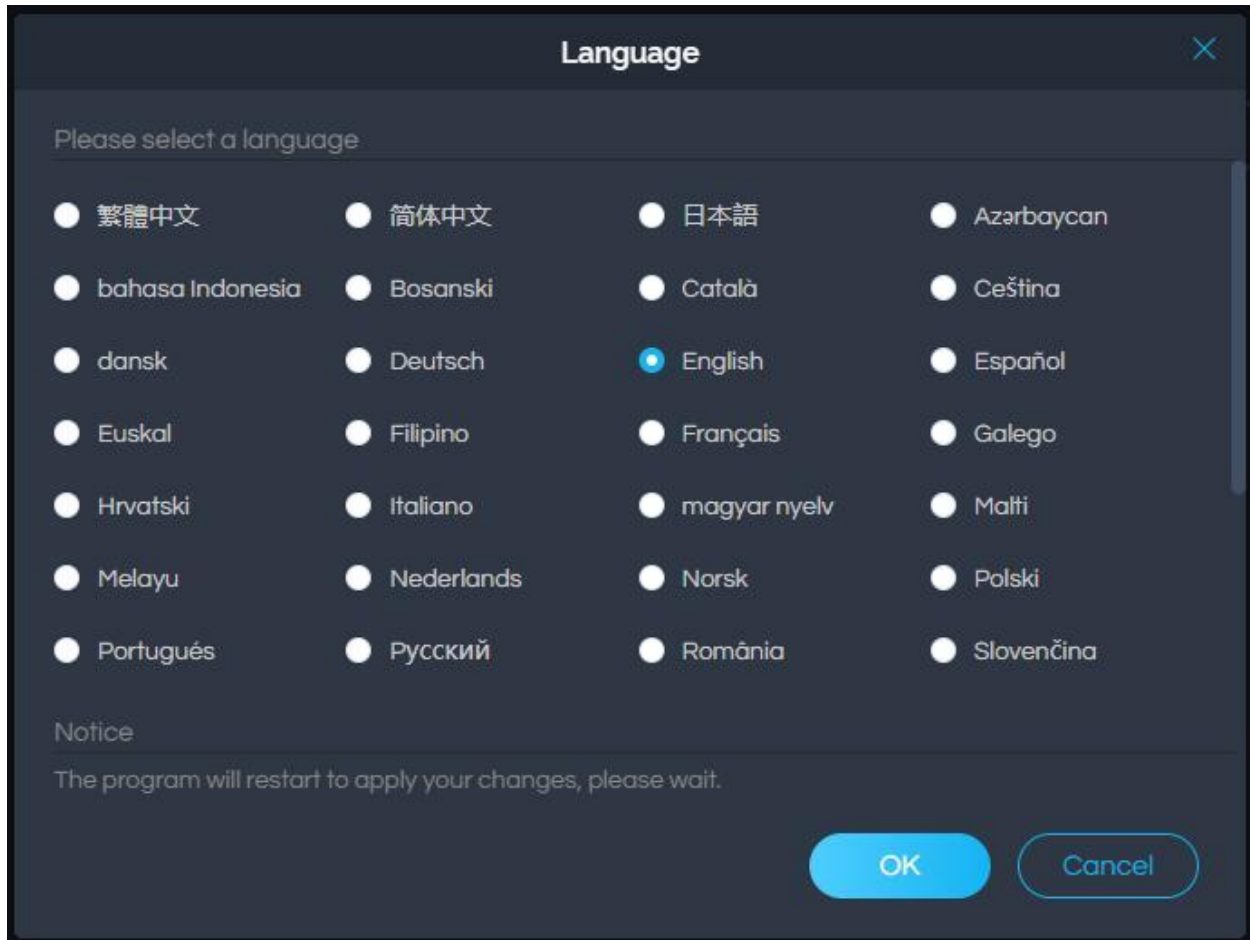 Language
Please select a language
繁體中文 简体中文 日本語 Azərbaycan
bahasa Indonesia Bosanski Català Ceština
dansk Deutsch English Español
Euskal Filipino Français Galego
Hrvatski Italiano magyar nyelv Malti
Melayu Nederlands Norsk Polski
Portugués Русский România Slovenčina
Notice
The program will restart to apply your changes, please wait.
OK Cancel